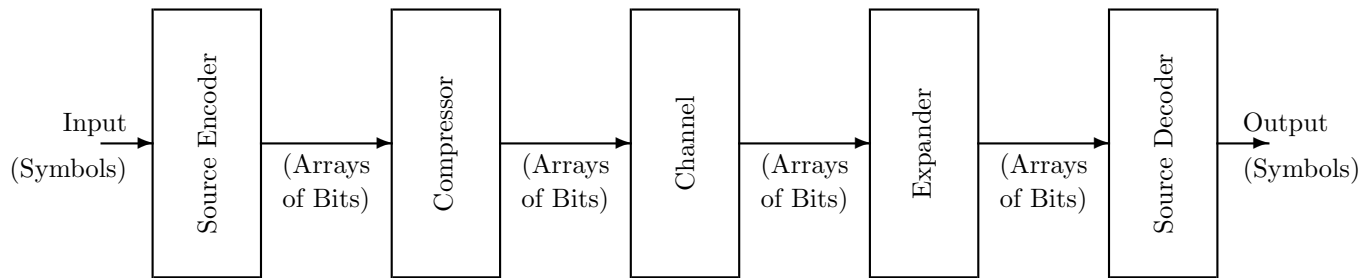 Input
(Symbols)
Source Encoder
(Arrays
of Bits)
Compressor
(Arrays
of Bits)
Channel
(Arrays
of Bits)
Expander
(Arrays
of Bits)
Source Decoder
Output
(Symbols)